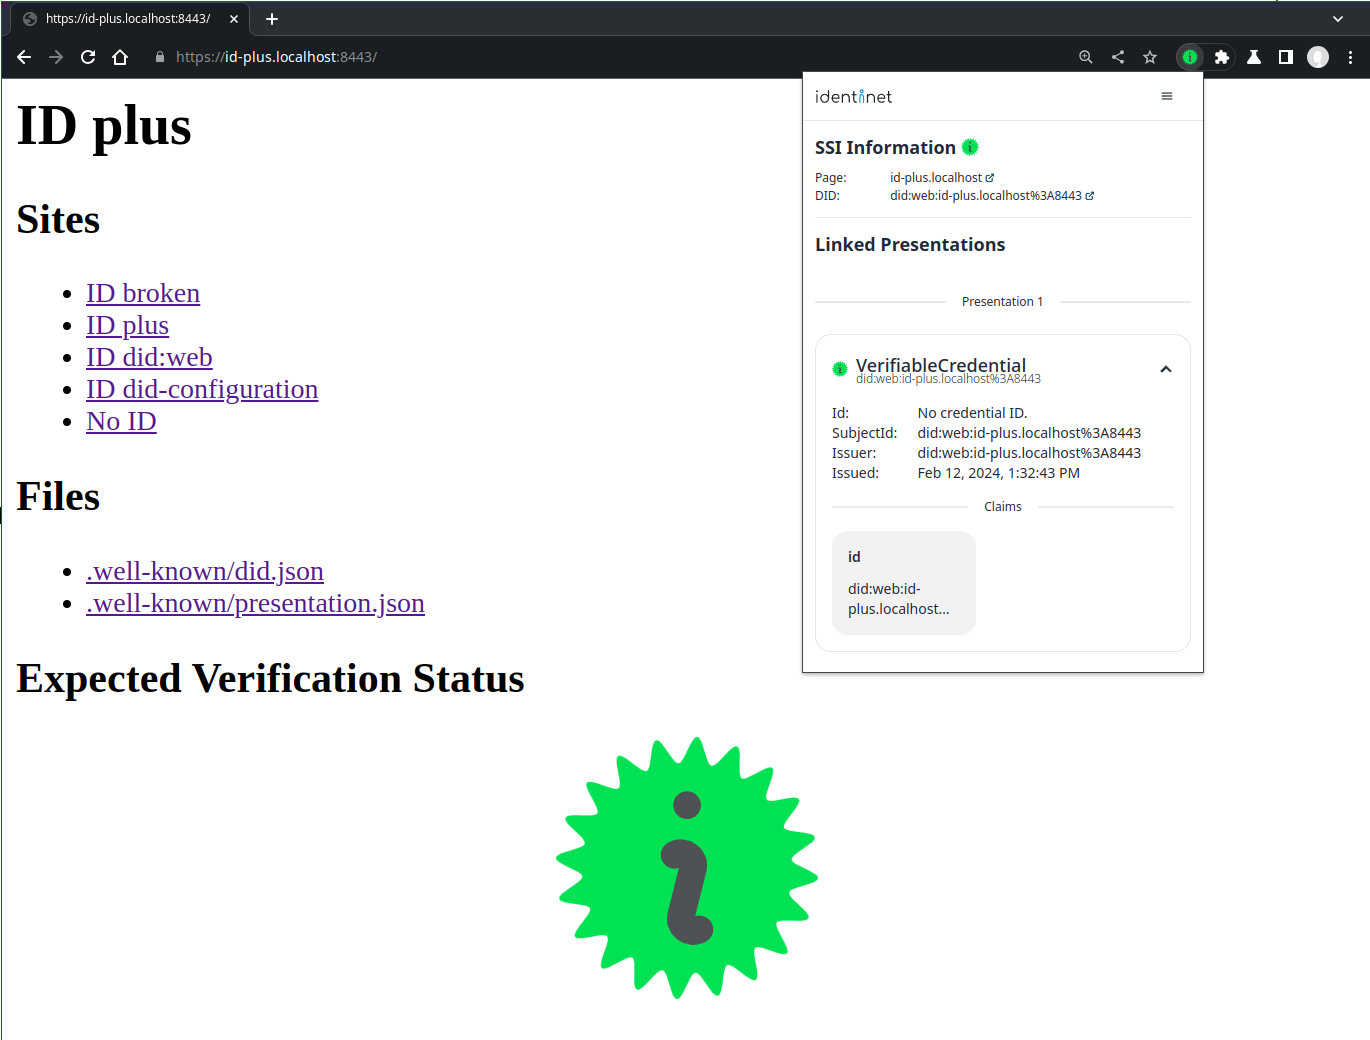 https://id-plus.localhost:8443/
https://id-plus.localhost:8443/
ID plus
Sites
ID broken
ID plus
ID did:web
ID did-configuration
No ID
Files
.well-known/did.json
.well-known/presentation.json
Expected Verification Status
identinet
SSI Information
Page: id-plus.localhost
DID: did:web:id-plus.localhost%3A8443
Linked Presentations
Presentation 1
VerifiableCredential
did:web:id-plus.localhost%3A8443
Id: No credential ID.
SubjectId: did:web:id-plus.localhost%3A8443
Issuer: did:web:id-plus.localhost%3A8443
Issued: Feb 12, 2024, 1:32:43 PM
Claims
id
did:web:id-
plus.localhost...